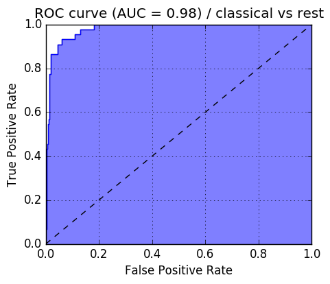 ROC curve (AUC = 0.98) / classical vs rest
1.0
0.8
0.6
0.4
0.2
0.0
True Positive Rate
0.0 0.2 0.4 0.6 0.8 1.0
False Positive Rate